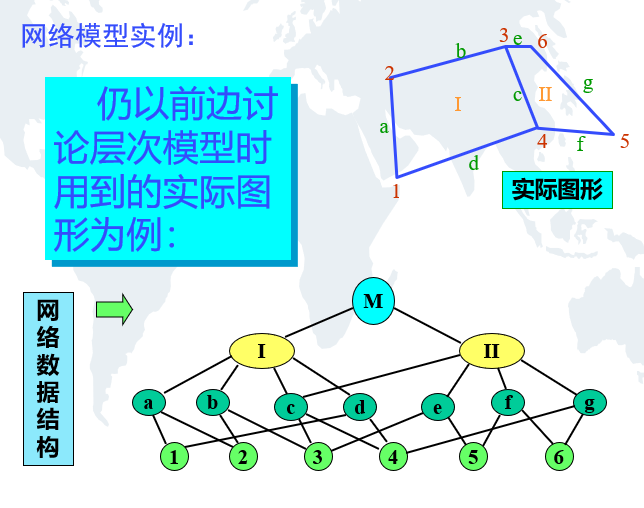 网络模型实例：
仍以前边讨
论层次模型时
用到的实际图
形为例：
3 e 6
b
2
g
I
c
II
a
4
f
5
d
1
实际图形
网络数据结构
M
I II
a b c d e f g
1 2 3 4 5 6